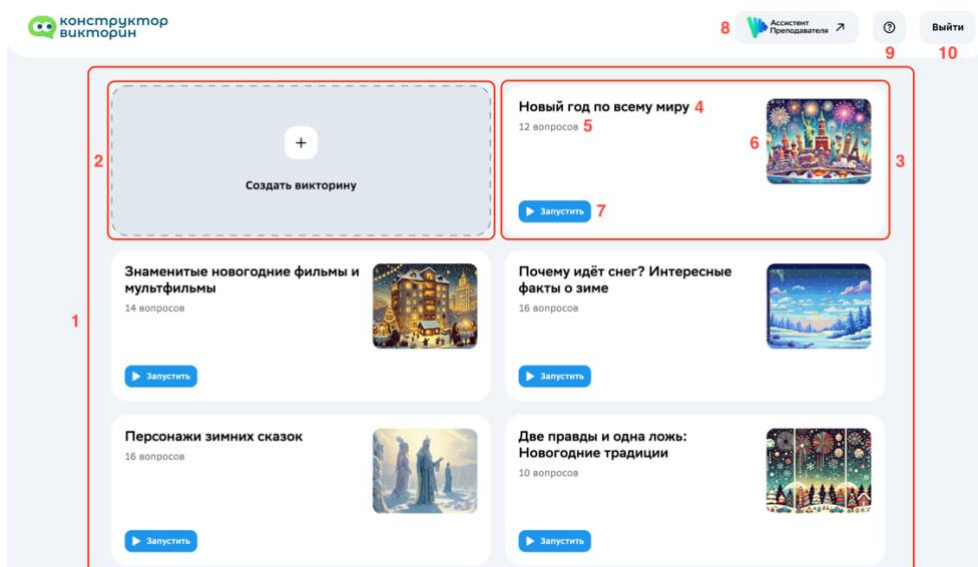 конструктор
викторин
8
Ассистент
Преподавателя
9
Выйти
10
1
2
Создать викторину
Новый год по всему миру 4
12 вопросов 5
6
Запустить 7
3
Знаменитые новогодние фильмы и
мультфильмы
14 вопросов
Запустить
Почему идёт снег? Интересные
факты о зиме
16 вопросов
Запустить
Персонажи зимних сказок
16 вопросов
Запустить
Две правды и одна ложь:
Новогодние традиции
10 вопросов
Запустить